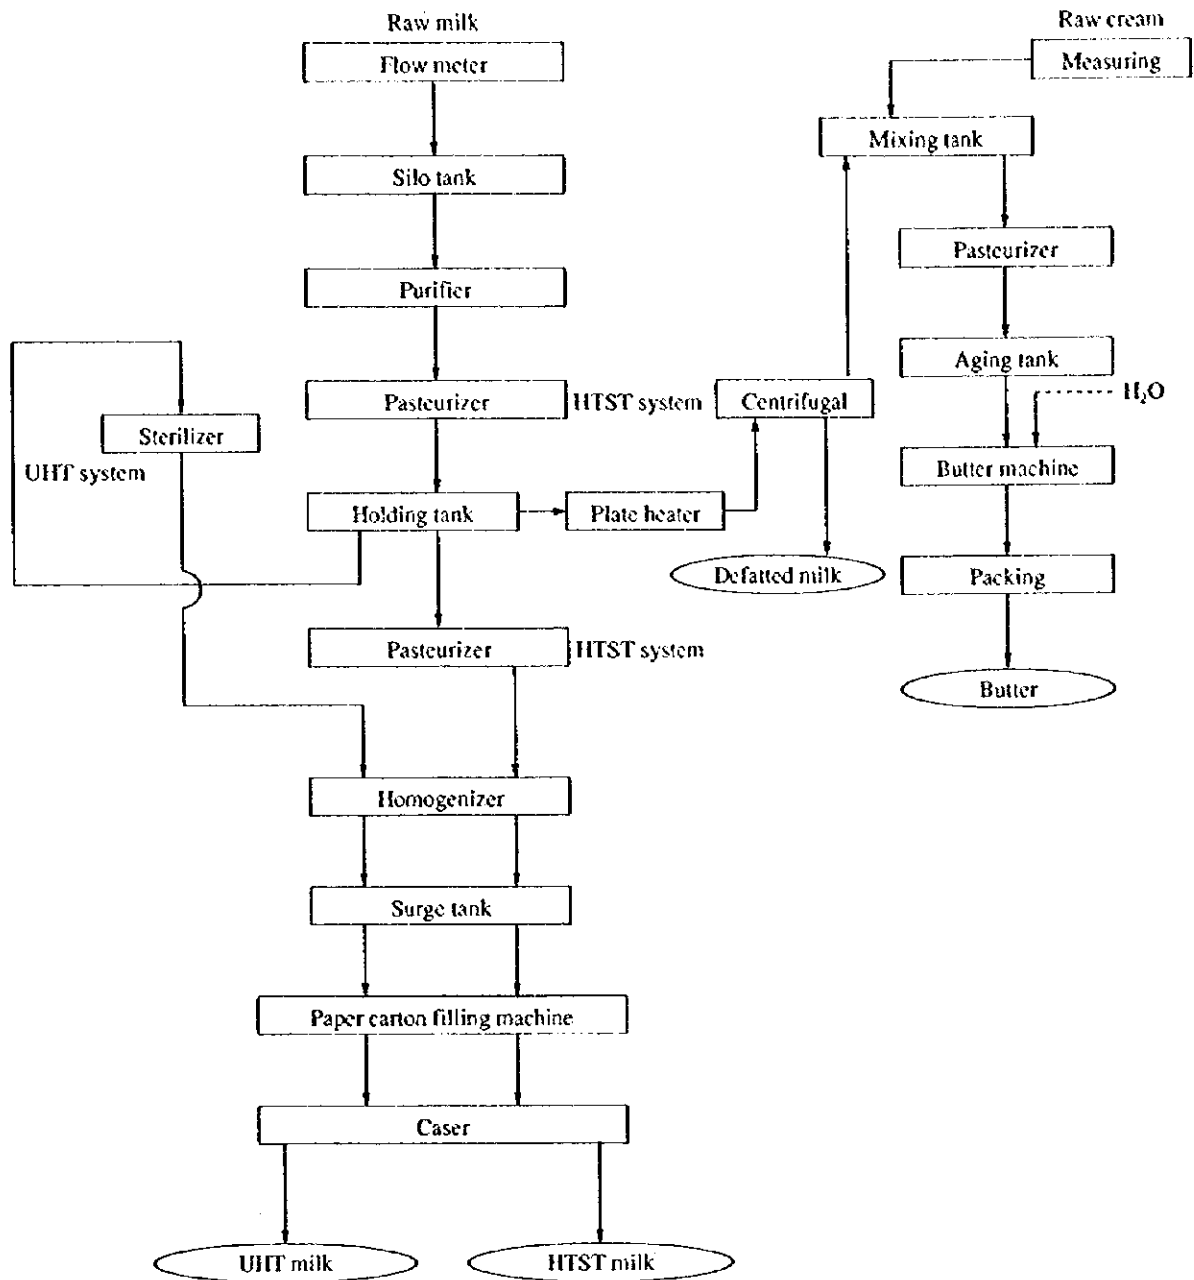 Raw milk
Flow meter
Silo tank
Purifier
Pasteurizer
HTST system
Sterilizer
UHT system
Holding tank
Plate heater
Centrifugal
Defatted milk
Pasteurizer
HTST system
Homogenizer
Surge tank
Paper carton filling machine
Caser
UHT milk
HTST milk
Raw cream
Measuring
Mixing tank
Pasteurizer
Aging tank
H₂O
Butter machine
Packing
Butter